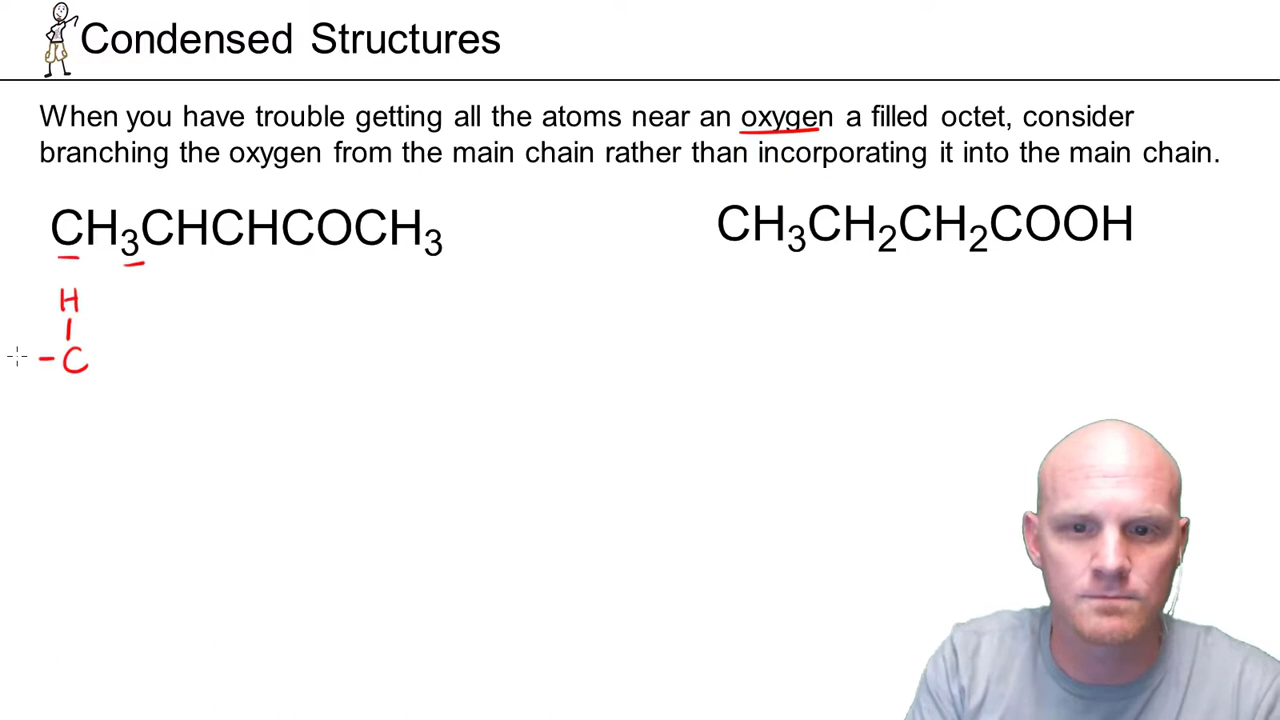 Condensed Structures
When you have trouble getting all the atoms near an oxygen a filled octet, consider
branching the oxygen from the main chain rather than incorporating it into the main chain.
CH₃CHCHCOCH₃
CH₃CH₂CH₂COOH
H
C